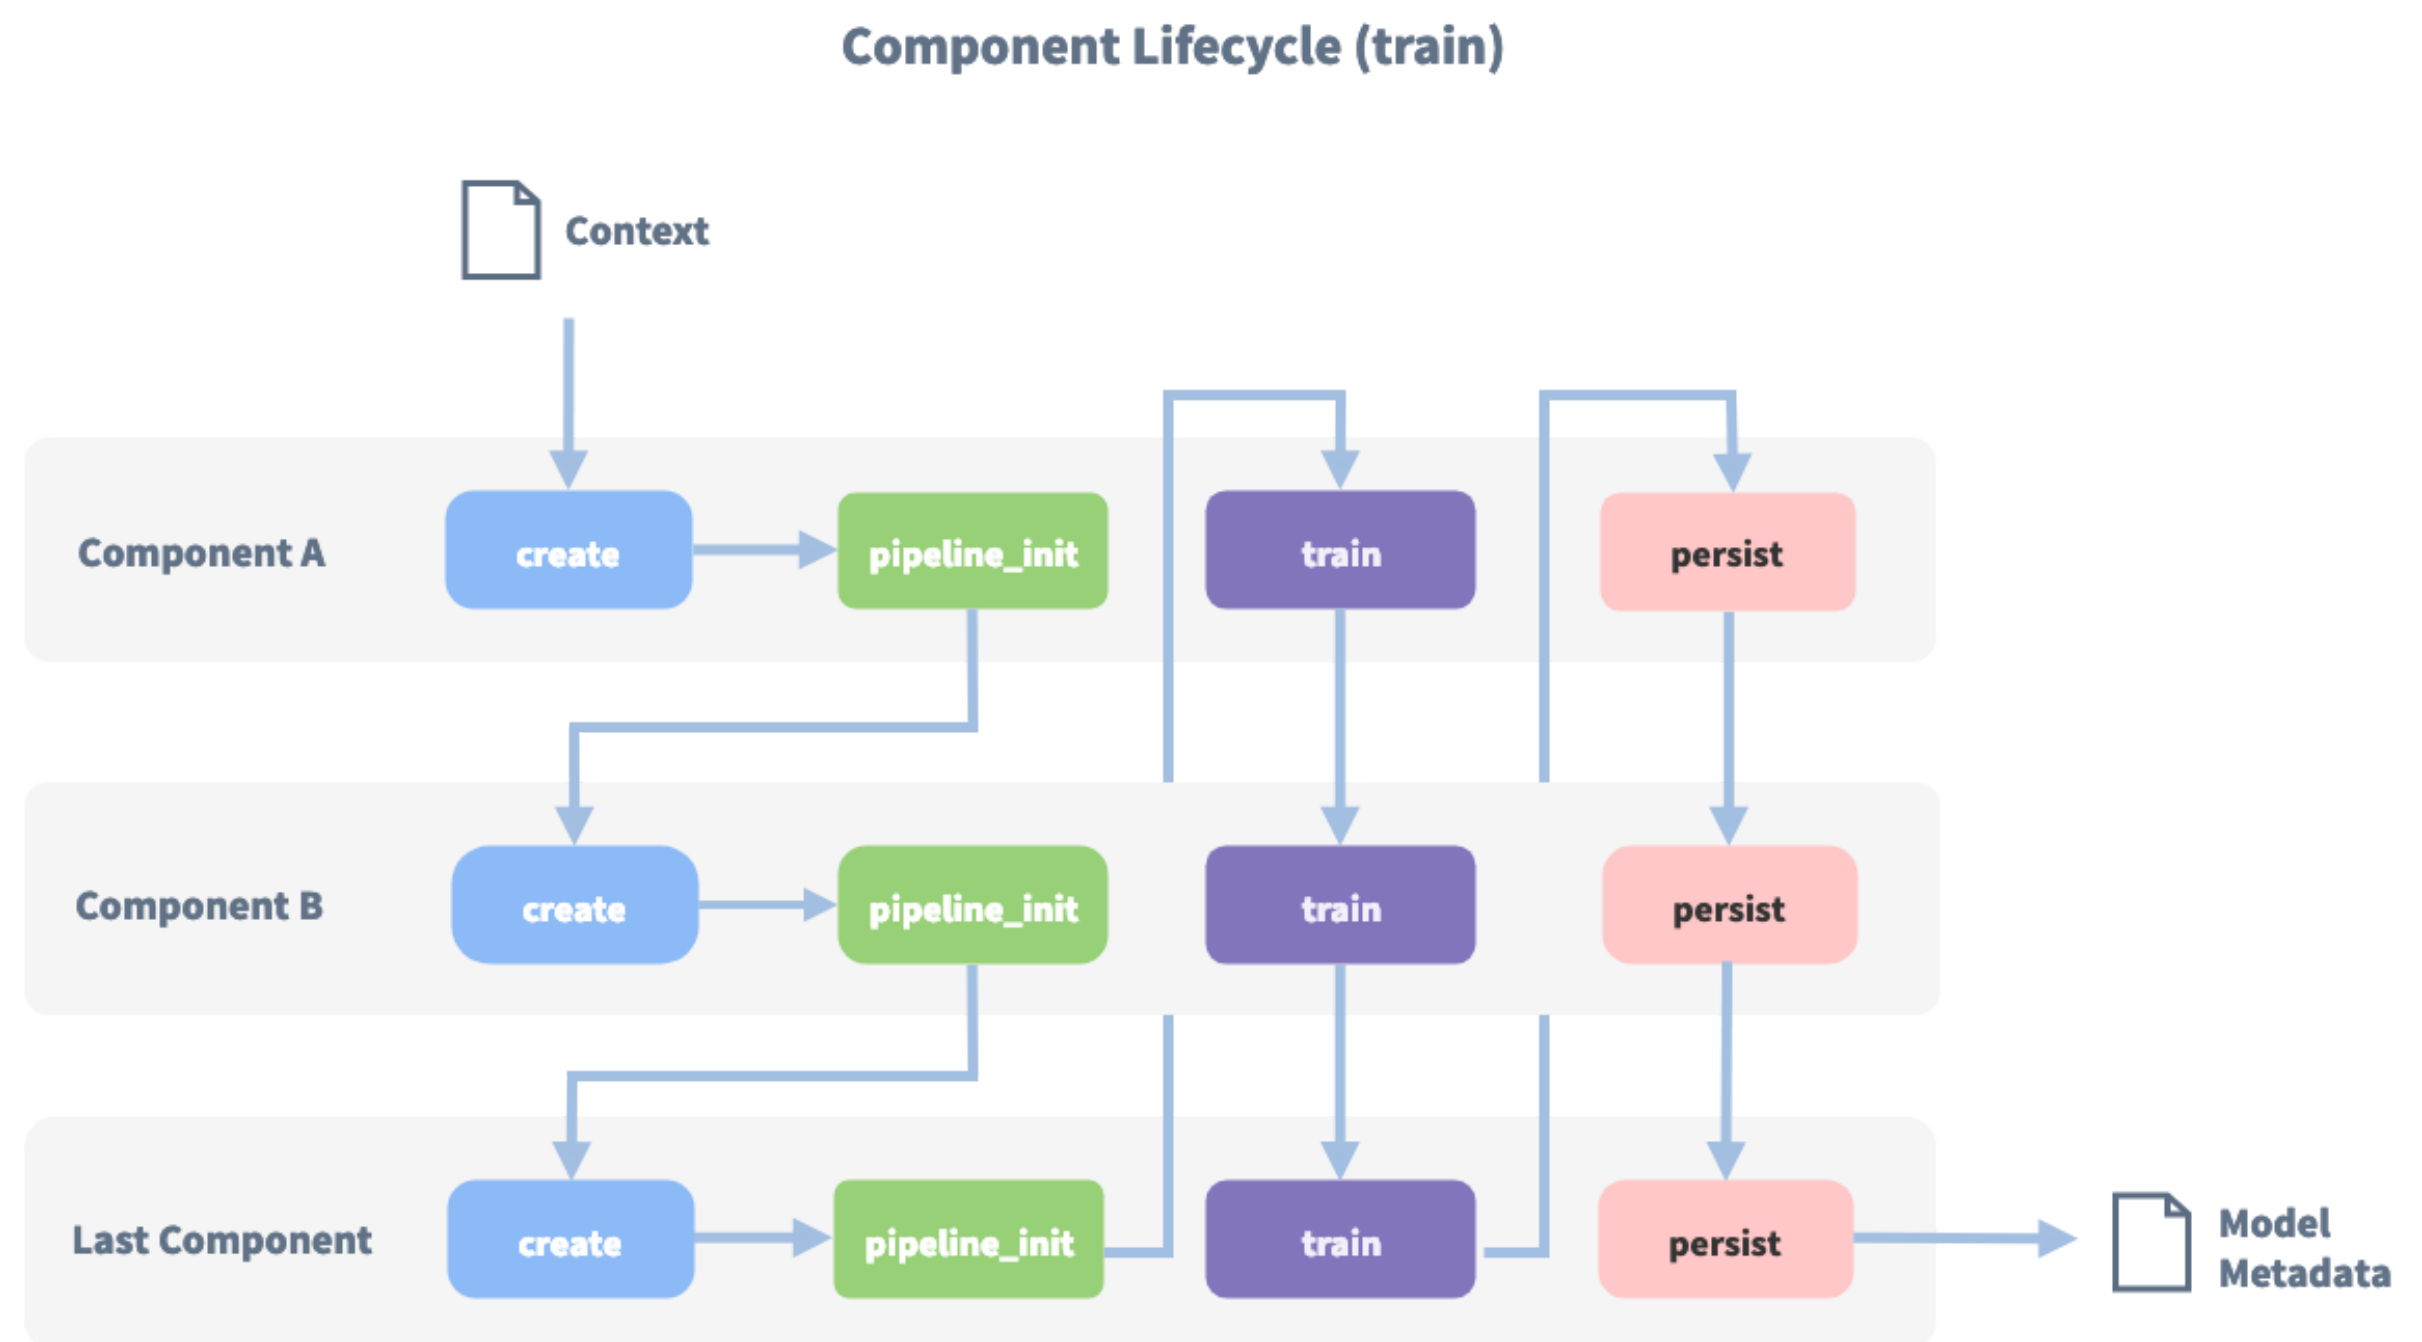 Component Lifecycle (train)
Context
Component A
create
pipeline_init
train
persist
Component B
create
pipeline_init
train
persist
Last Component
create
pipeline_init
train
persist
Model
Metadata